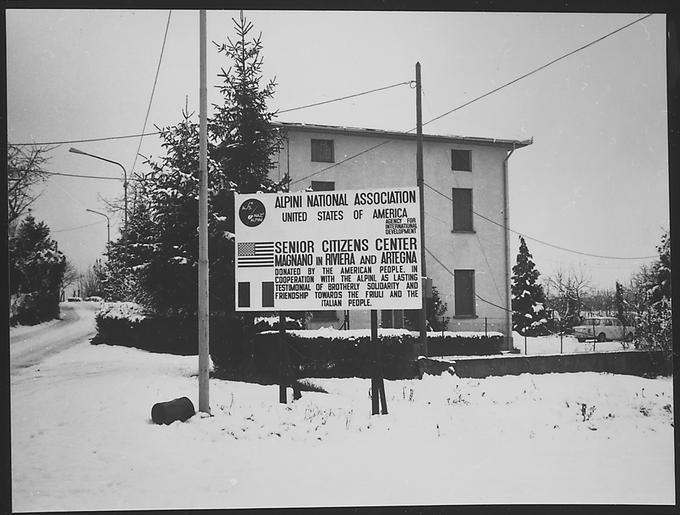 ALPINI NATIONAL ASSOCIATION
UNITED STATES OF AMERICA
AGENCY FOR
INTERNATIONAL
DEVELOPMENT
SENIOR CITIZENS CENTER
MAGNANO IN RIVIERA AND ARTEGNA
DONATED BY THE AMERICAN PEOPLE, IN
COOPERATION WITH THE ALPINI, AS LASTING
TESTIMONIAL OF BROTHERLY SOLIDARITY AND
FRIENDSHIP TOWARDS THE FRIULI AND THE
ITALIAN PEOPLE.